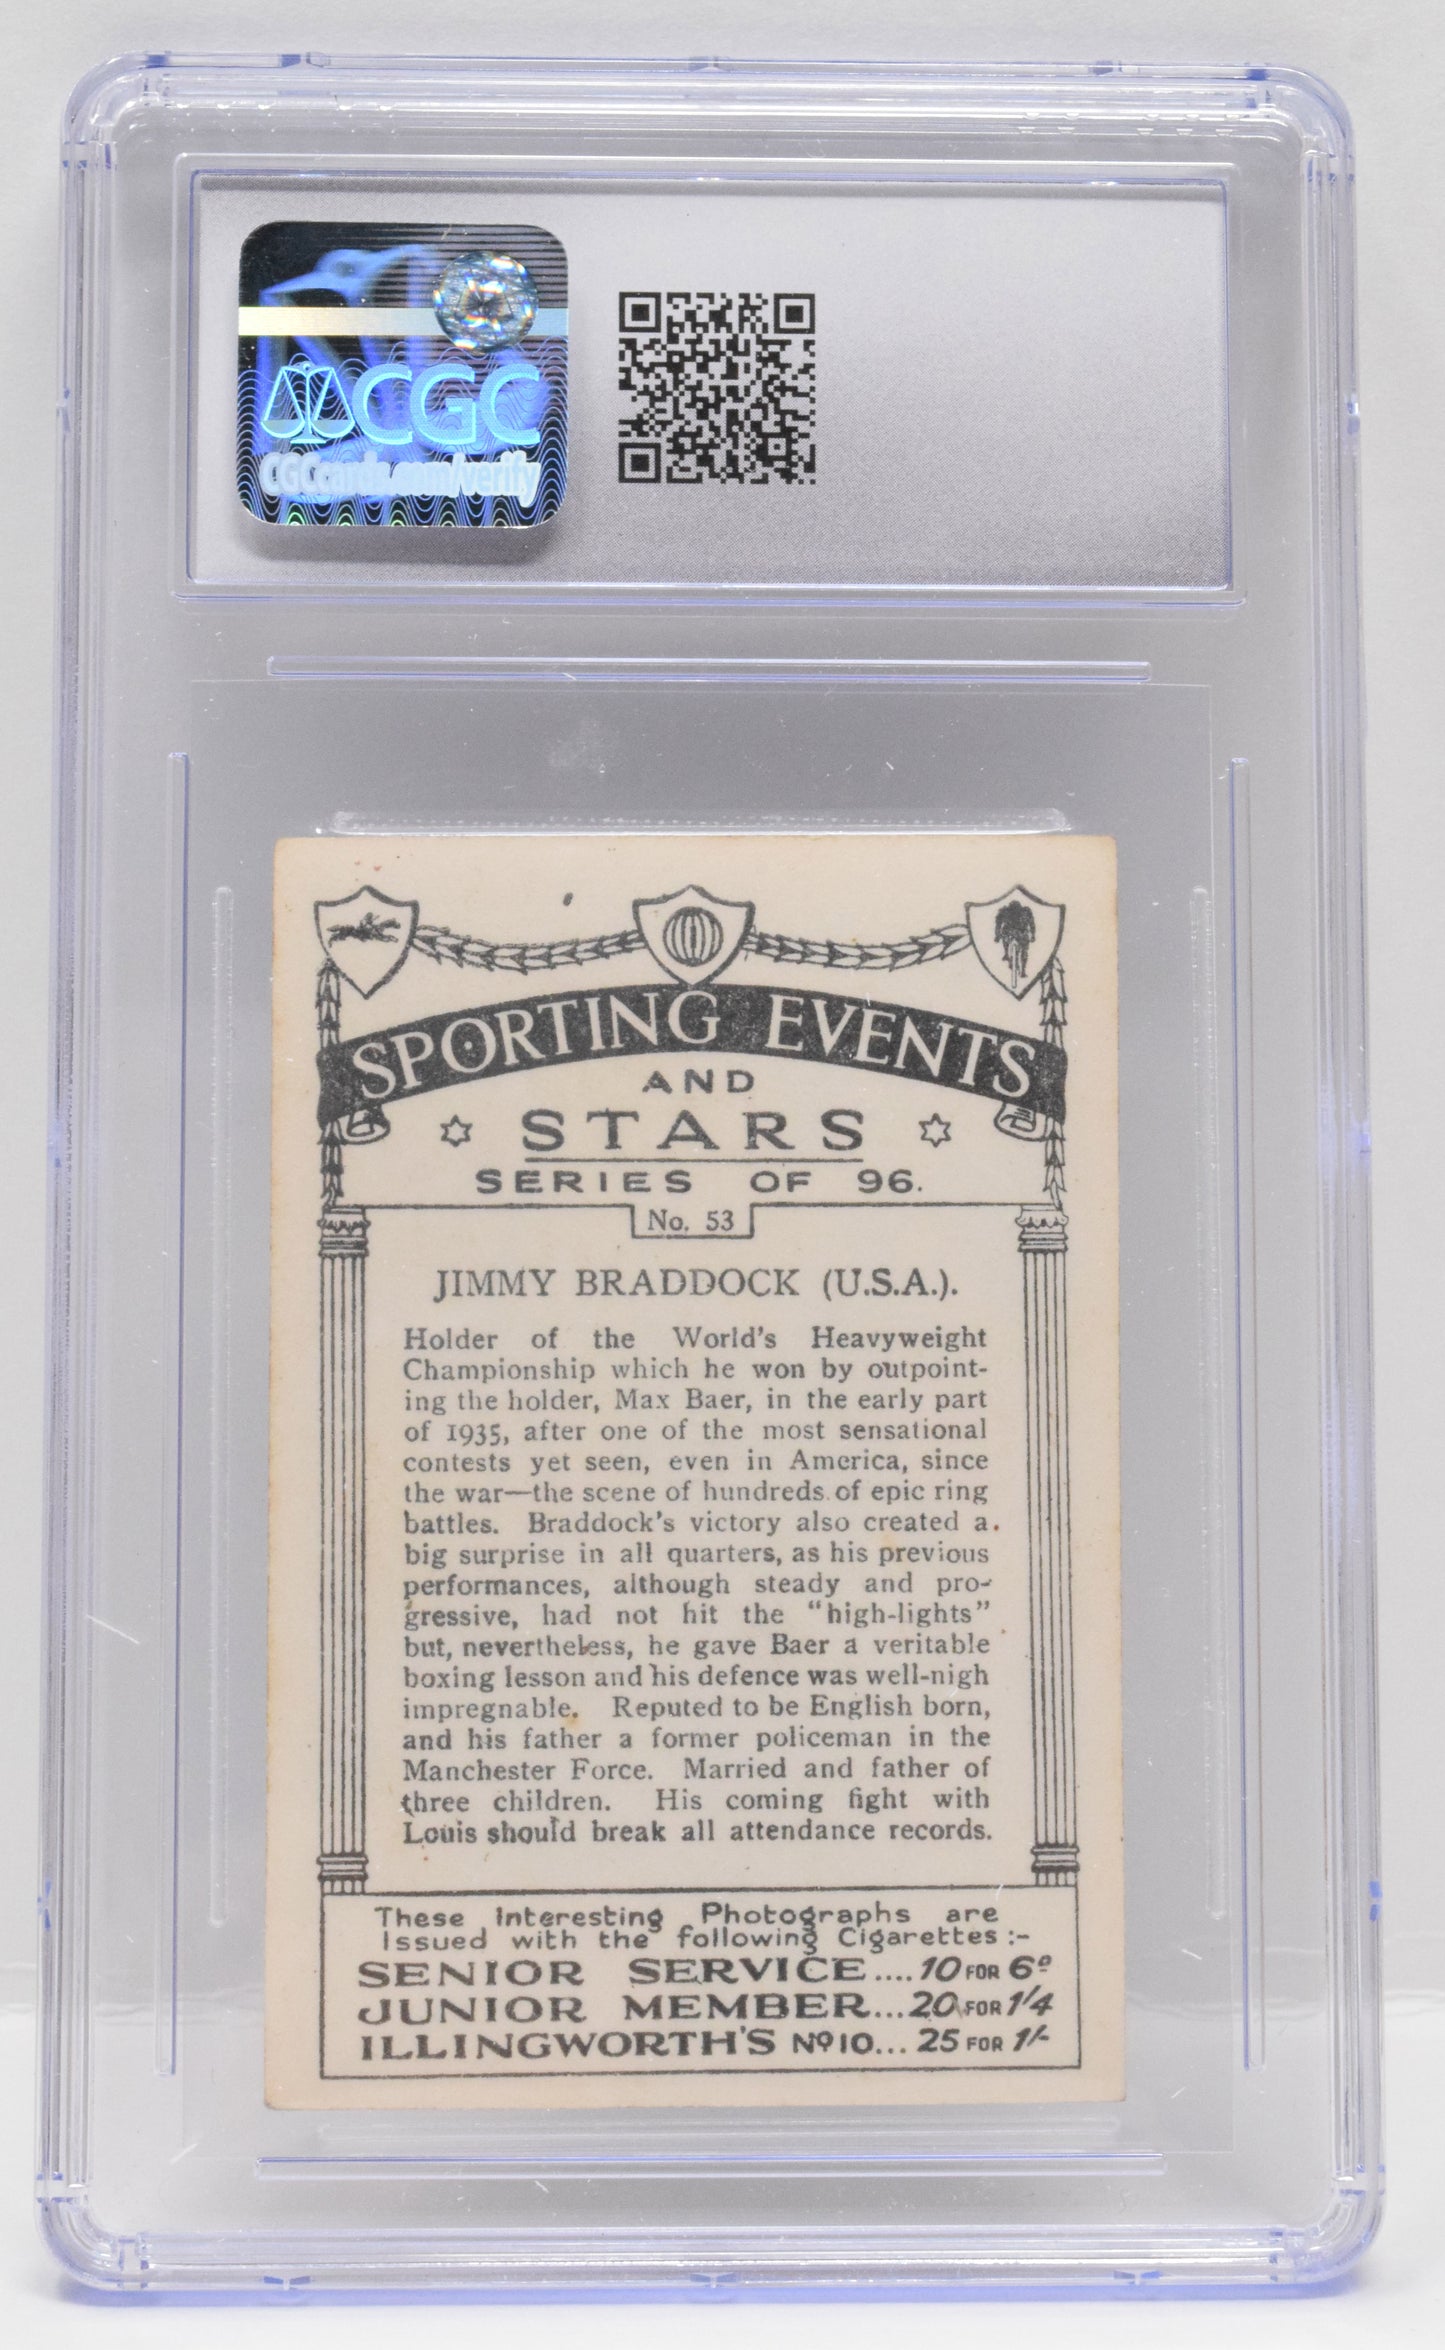 CGC
CGCcards.com/verify
SPORTING EVENTS
AND
STARS
SERIES OF 96.
No. 53
JIMMY BRADDOCK (U.S.A.).
Holder of the World's Heavyweight
Championship which he won by outpoint-
ing the holder, Max Baer, in the early part
of 1935, after one of the most sensational
contests yet seen, even in America, since
the war—the scene of hundreds of epic ring
battles. Braddock's victory also created a
big surprise in all quarters, as his previous
performances, although steady and pro-
gressive, had not hit the "high-lights"
but, nevertheless, he gave Baer a veritable
boxing lesson and his defence was well-nigh
impregnable. Reputed to be English born,
and his father a former policeman in the
Manchester Force. Married and father of
three children. His coming fight with
Louis should break all attendance records.
These Interesting Photographs are
Issued with the following Cigarettes :-
SENIOR SERVICE....10 FOR 6D
JUNIOR MEMBER...20 FOR 1/4
ILLINGWORTH'S No 10...25 FOR 1/-